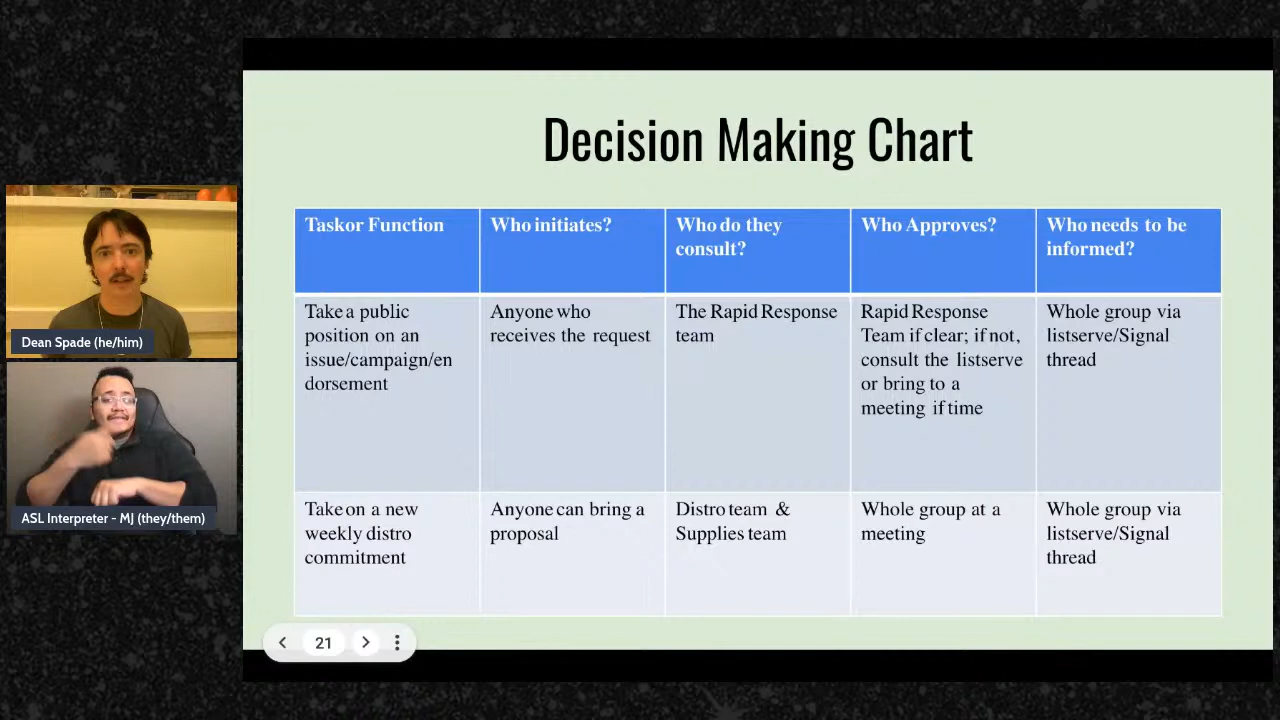 Decision Making Chart
Taskor Function
Who initiates?
Who do they
consult?
Who Approves?
Who needs to be
informed?
Take a public
position on an
issue/campaign/en
dorsement
Anyone who
receives the request
The Rapid Response
team
Rapid Response
Team if clear; if not,
consult the listserve
or bring to a
meeting if time
Whole group via
listserve/Signal
thread
Take on a new
weekly distro
commitment
Anyone can bring a
proposal
Distro team &
Supplies team
Whole group at a
meeting
Whole group via
listserve/Signal
thread
21
Dean Spade (he/him)
ASL Interpreter - MJ (they/them)